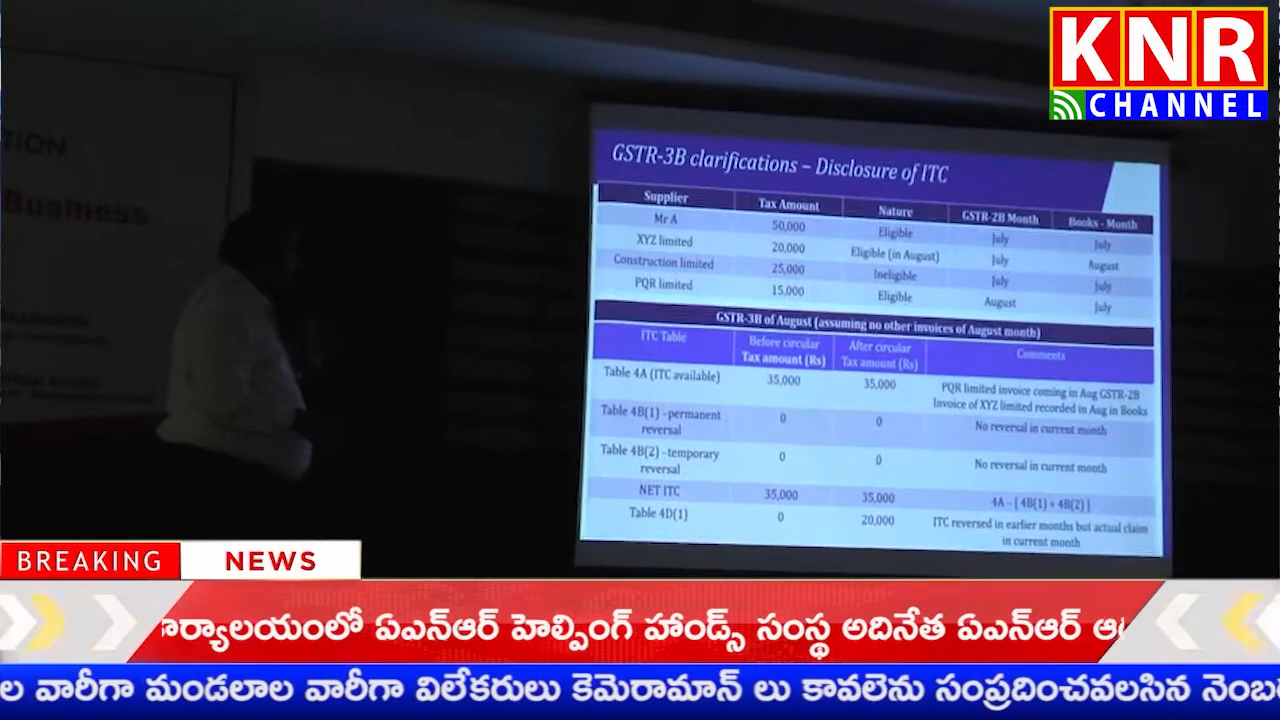 KNR
CHANNEL
TION
Business
GSTR-3B clarifications – Disclosure of ITC
Supplier Tax Amount Nature GSTR-2B Month Books - Month
Mr A 50,000 Eligible July July
XYZ limited 20,000 Eligible (in August) July August
Construction limited 25,000 Ineligible July July
PQR limited 15,000 Eligible August July
GSTR-3B of August (assuming no other invoices of August month)
ITC Table Before circular Tax amount (Rs) After circular Tax amount (Rs) Comments
Table 4A (ITC available) 35,000 35,000 PQR limited invoice coming in Aug GSTR-2B
Invoice of XYZ limited recorded in Aug in Books
Table 4B(1) –permanent reversal 0 0 No reversal in current month
Table 4B(2) –temporary reversal 0 0 No reversal in current month
NET ITC 35,000 35,000 4A – [ 4B(1) + 4B(2) ]
Table 4D(1) 0 20,000 ITC reversed in earlier months but actual claim
in current month
BREAKING NEWS
ర్యాలయంలో ఏఎన్ఆర్ హెల్పింగ్ హాండ్స్ సంస్థ అదినేత ఏఎన్ఆర్ ఆ
ల వారీగా మండలాల వారీగా విలేకరులు కెమెరామాన్ లు కావలెను సంప్రదించవలసిన నెంబ